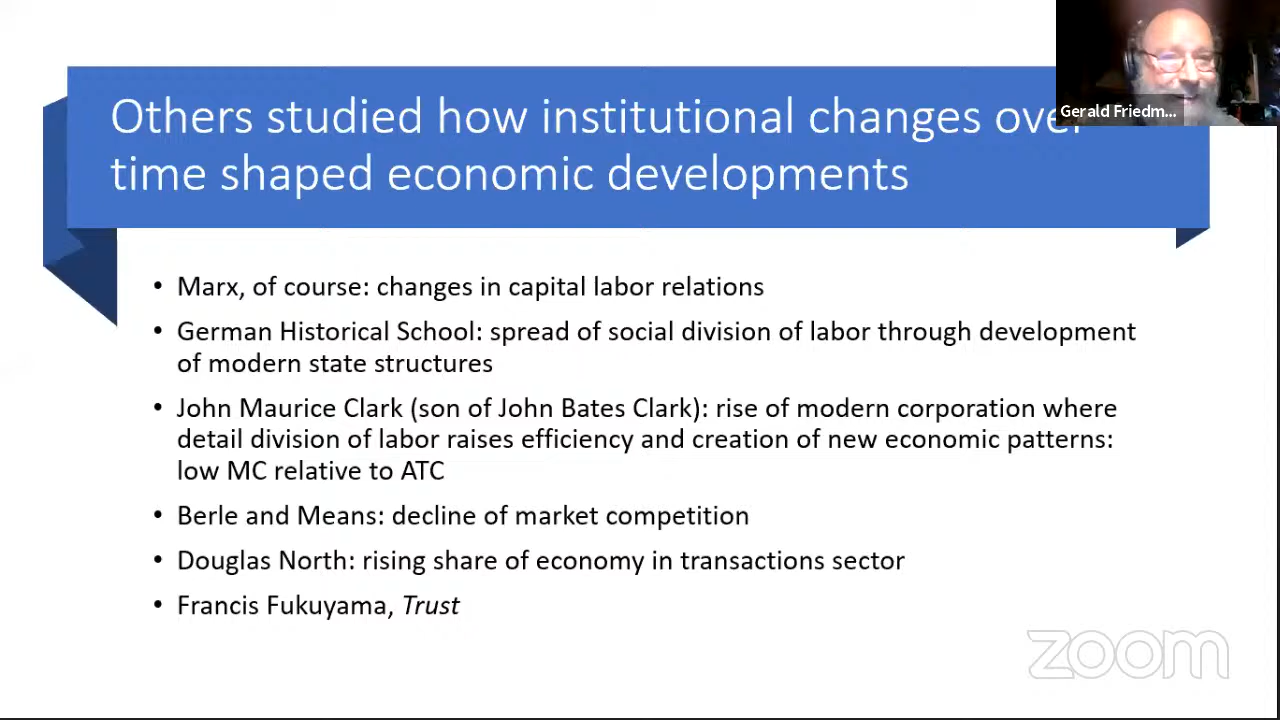 Others studied how institutional changes over
time shaped economic developments
Gerald Friedm...
• Marx, of course: changes in capital labor relations
• German Historical School: spread of social division of labor through development
of modern state structures
• John Maurice Clark (son of John Bates Clark): rise of modern corporation where
detail division of labor raises efficiency and creation of new economic patterns:
low MC relative to ATC
• Berle and Means: decline of market competition
• Douglas North: rising share of economy in transactions sector
• Francis Fukuyama, Trust
zoom